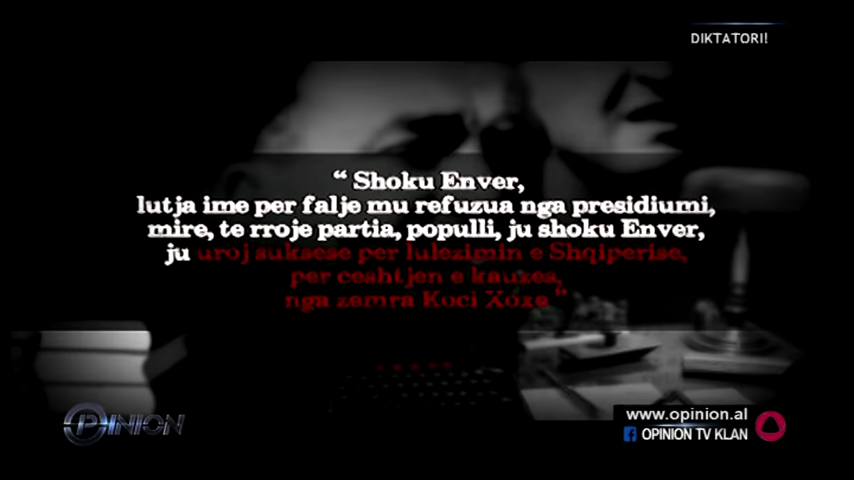 DIKTATORI!
“ Shoku Enver,
lutja ime per falje mu refuzua nga presidiumi,
mire, te rroje partia, populli, ju shoku Enver,
ju uroj suksese per lulezimin e Shqiperise,
per ceshtjen e kauzes,
nga zemra Koci Xoxe “
OPINION
www.opinion.al
OPINION TV KLAN